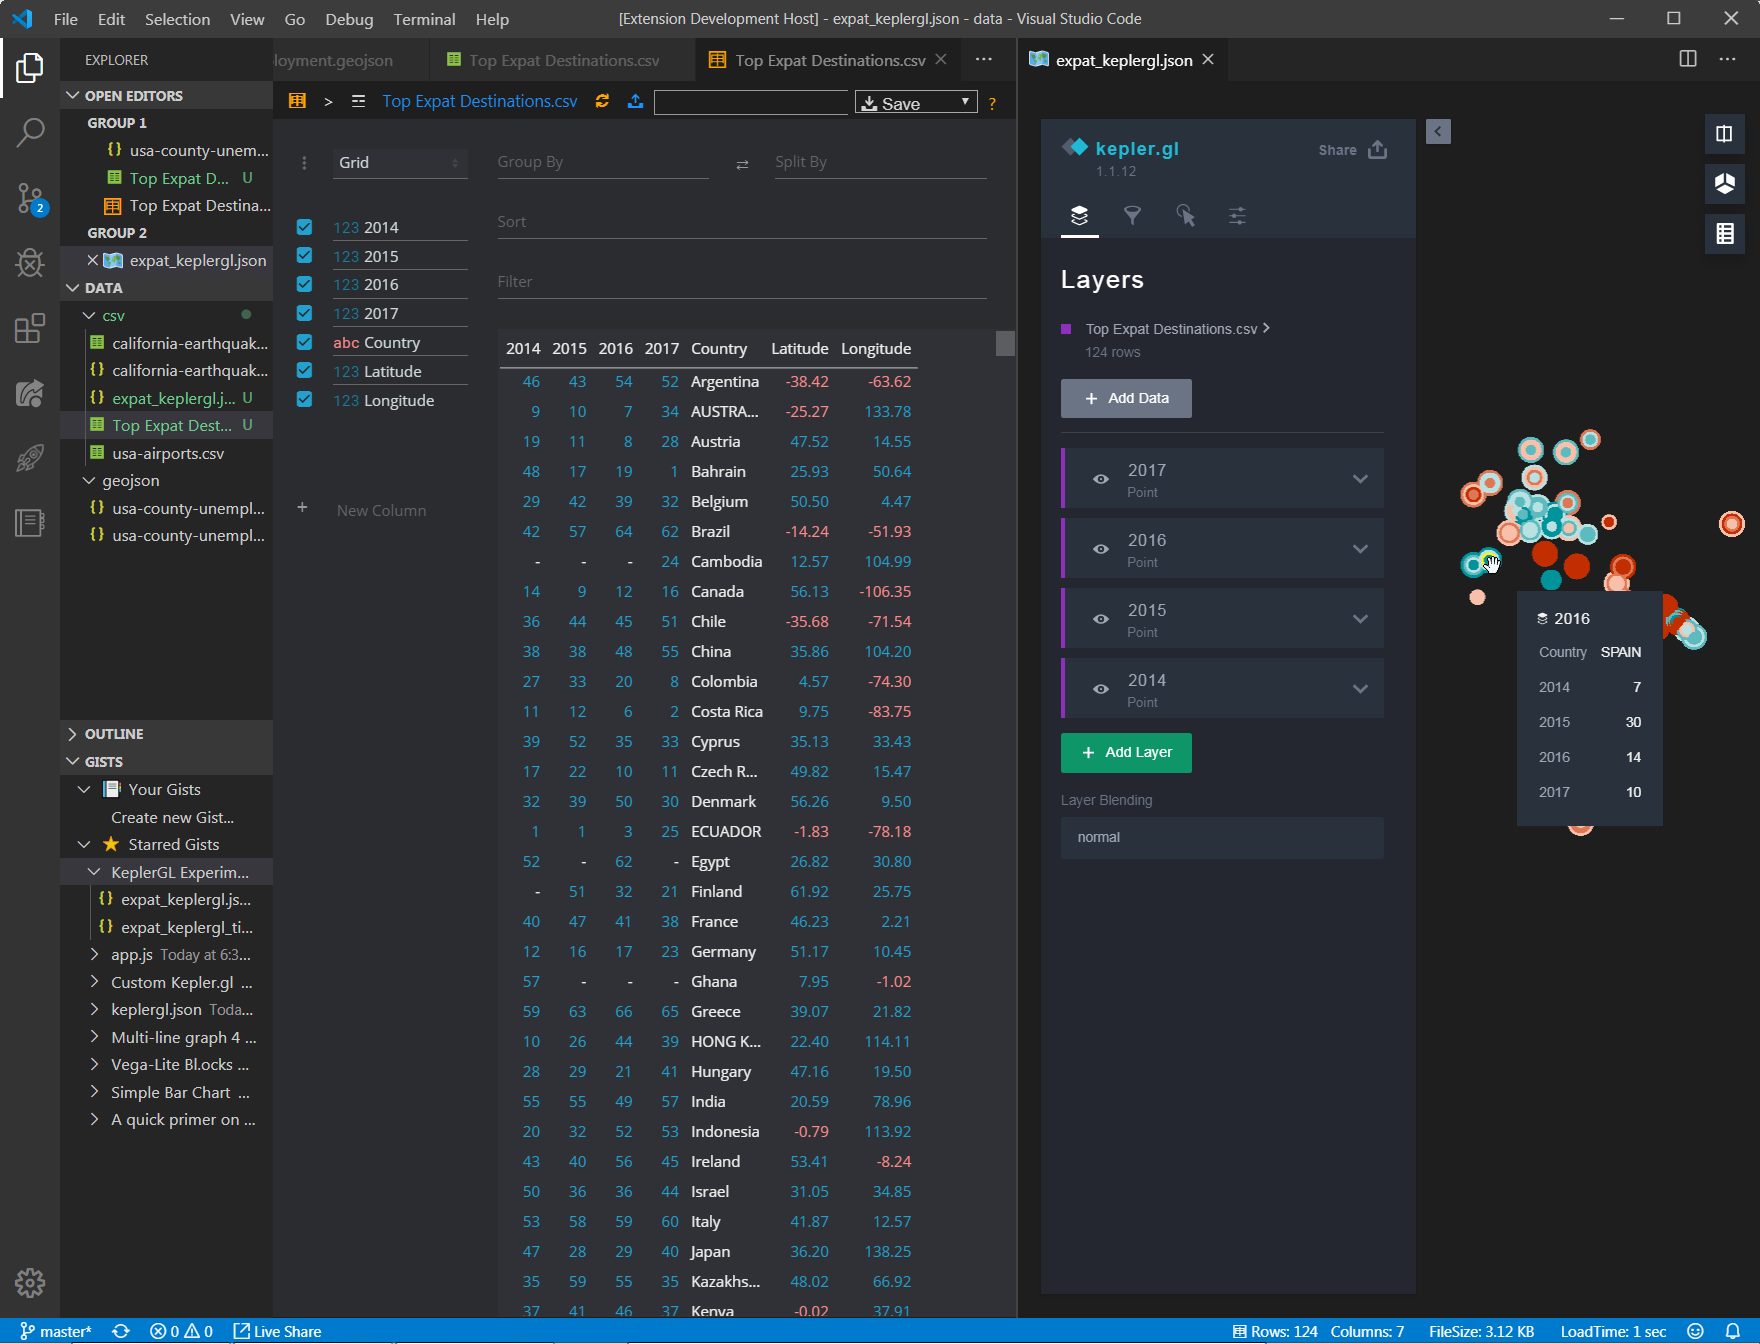 File Edit Selection View Go Debug Terminal Help
[Extension Development Host] - expat_keplergl.json - data - Visual Studio Code
EXPLORER
OPEN EDITORS
GROUP 1
{} usa-county-unem...
Top Expat D... U
Top Expat Destina...
GROUP 2
expat_keplergl.json
DATA
csv
california-earthquak...
{} california-earthquak...
{} expat_keplergl.j... U
Top Expat Dest... U
usa-airports.csv
geojson
{} usa-county-unempl...
{} usa-county-unempl...
OUTLINE
GISTS
Your Gists
Create new Gist...
Starred Gists
KeplerGL Experim...
{} expat_keplergl.js...
{} expat_keplergl_ti...
app.js Today at 6:3...
Custom Kepler.gl ...
keplergl.json Toda...
Multi-line graph 4 ...
Vega-Lite Bl.ocks ...
Simple Bar Chart ...
A quick primer on ...
2
loyment.geojson
Top Expat Destinations.csv
Top Expat Destinations.csv
Top Expat Destinations.csv
Save
?
Grid
Group By
Split By
Sort
Filter
123 2014
123 2015
123 2016
123 2017
abc Country
123 Latitude
123 Longitude
+ New Column
2014 2015 2016 2017 Country Latitude Longitude
46 43 54 52 Argentina -38.42 -63.62
9 10 7 34 AUSTRA... -25.27 133.78
19 11 8 28 Austria 47.52 14.55
48 17 19 1 Bahrain 25.93 50.64
29 42 39 32 Belgium 50.50 4.47
42 57 64 62 Brazil -14.24 -51.93
- - - 24 Cambodia 12.57 104.99
14 9 12 16 Canada 56.13 -106.35
36 44 45 51 Chile -35.68 -71.54
38 38 48 55 China 35.86 104.20
27 33 20 8 Colombia 4.57 -74.30
11 12 6 2 Costa Rica 9.75 -83.75
39 52 35 33 Cyprus 35.13 33.43
17 22 10 11 Czech R... 49.82 15.47
32 39 50 30 Denmark 56.26 9.50
1 1 3 25 ECUADOR -1.83 -78.18
52 - 62 - Egypt 26.82 30.80
- 51 32 21 Finland 61.92 25.75
40 47 41 38 France 46.23 2.21
12 16 17 23 Germany 51.17 10.45
57 - - - Ghana 7.95 -1.02
59 63 66 65 Greece 39.07 21.82
10 26 44 39 HONG K... 22.40 114.11
28 29 21 41 Hungary 47.16 19.50
55 55 49 57 India 20.59 78.96
20 32 52 53 Indonesia -0.79 113.92
43 40 56 45 Ireland 53.41 -8.24
50 36 36 44 Israel 31.05 34.85
53 58 59 60 Italy 41.87 12.57
47 28 29 40 Japan 36.20 138.25
35 59 55 35 Kazakhs... 48.02 66.92
37 41 46 37 Kenya -0.02 37.91
expat_keplergl.json
kepler.gl
1.1.12
Share
Layers
Top Expat Destinations.csv
124 rows
+ Add Data
2017
Point
2016
Point
2015
Point
2014
Point
+ Add Layer
Layer Blending
normal
2016
Country SPAIN
2014 7
2015 30
2016 14
2017 10
master* 0 0 Live Share
Rows: 124 Columns: 7 FileSize: 3.12 KB LoadTime: 1 sec